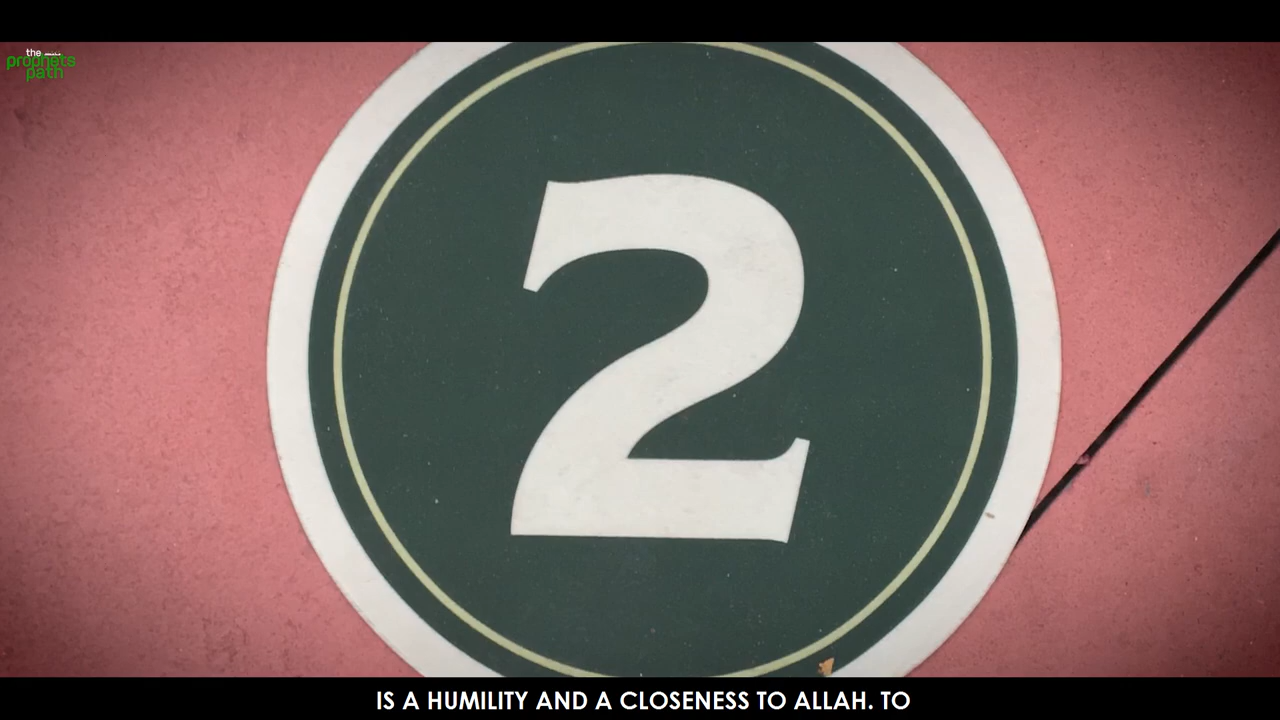 the
prophets
path
2
IS A HUMILITY AND A CLOSENESS TO ALLAH. TO